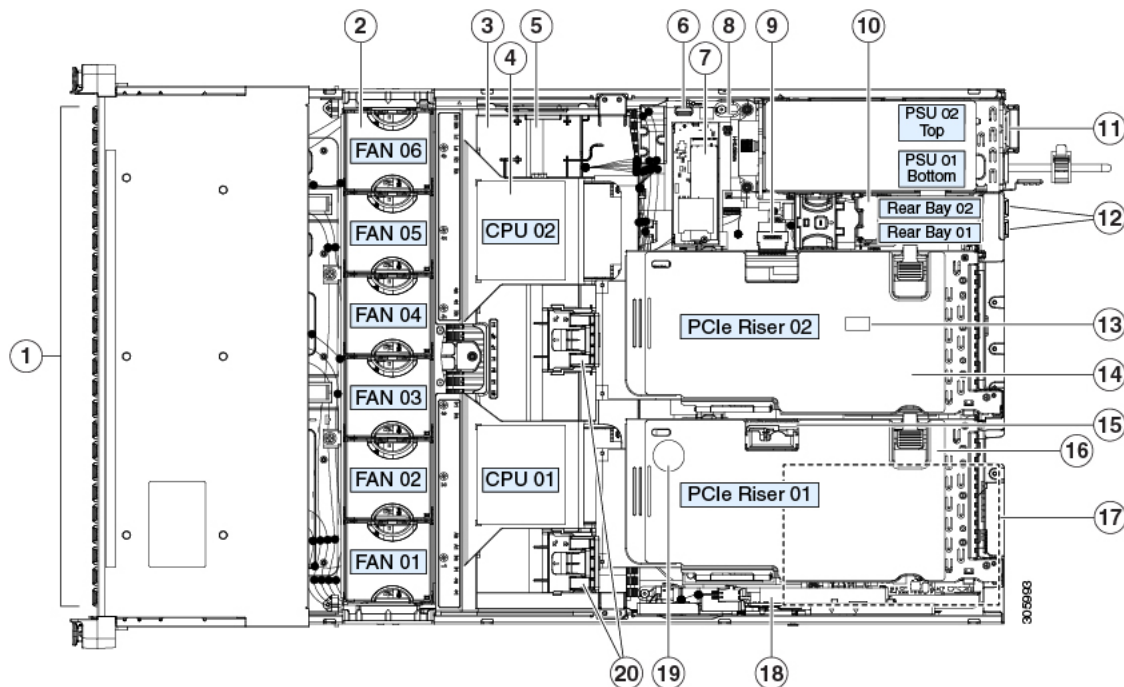 2
3
5
6
8
9
10
4
7
PSU 02
Top
11
FAN 06
PSU 01
Bottom
Rear Bay 02
12
FAN 05
CPU 02
Rear Bay 01
FAN 04
PCIe Riser 02
13
1
14
FAN 03
15
16
FAN 02
CPU 01
PCIe Riser 01
17
FAN 01
305993
20
19
18